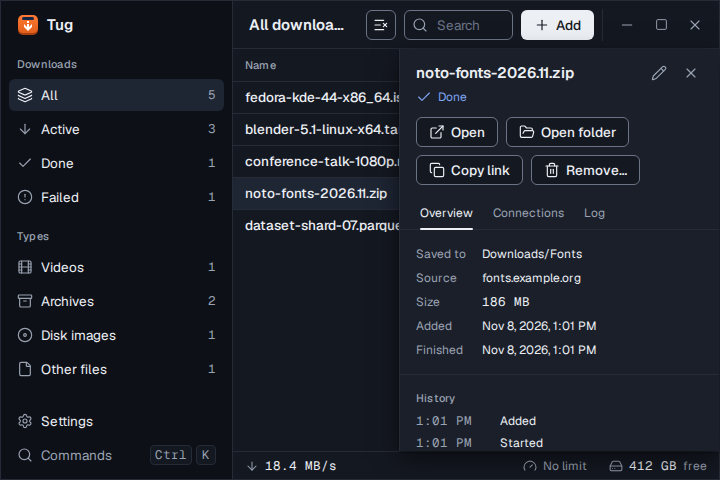 Tug
Downloads
All 5
Active 3
Done 1
Failed 1
Types
Videos 1
Archives 2
Disk images 1
Other files 1
Settings
Commands Ctrl K
All downloa...
Search
Add
Name
fedora-kde-44-x86_64.is
blender-5.1-linux-x64.ta
conference-talk-1080p.
noto-fonts-2026.11.zip
dataset-shard-07.parque
noto-fonts-2026.11.zip
Done
Open
Open folder
Copy link
Remove...
Overview Connections Log
Saved to Downloads/Fonts
Source fonts.example.org
Size 186 MB
Added Nov 8, 2026, 1:01 PM
Finished Nov 8, 2026, 1:01 PM
History
1:01 PM Added
1:01 PM Started
18.4 MB/s
No limit
412 GB free